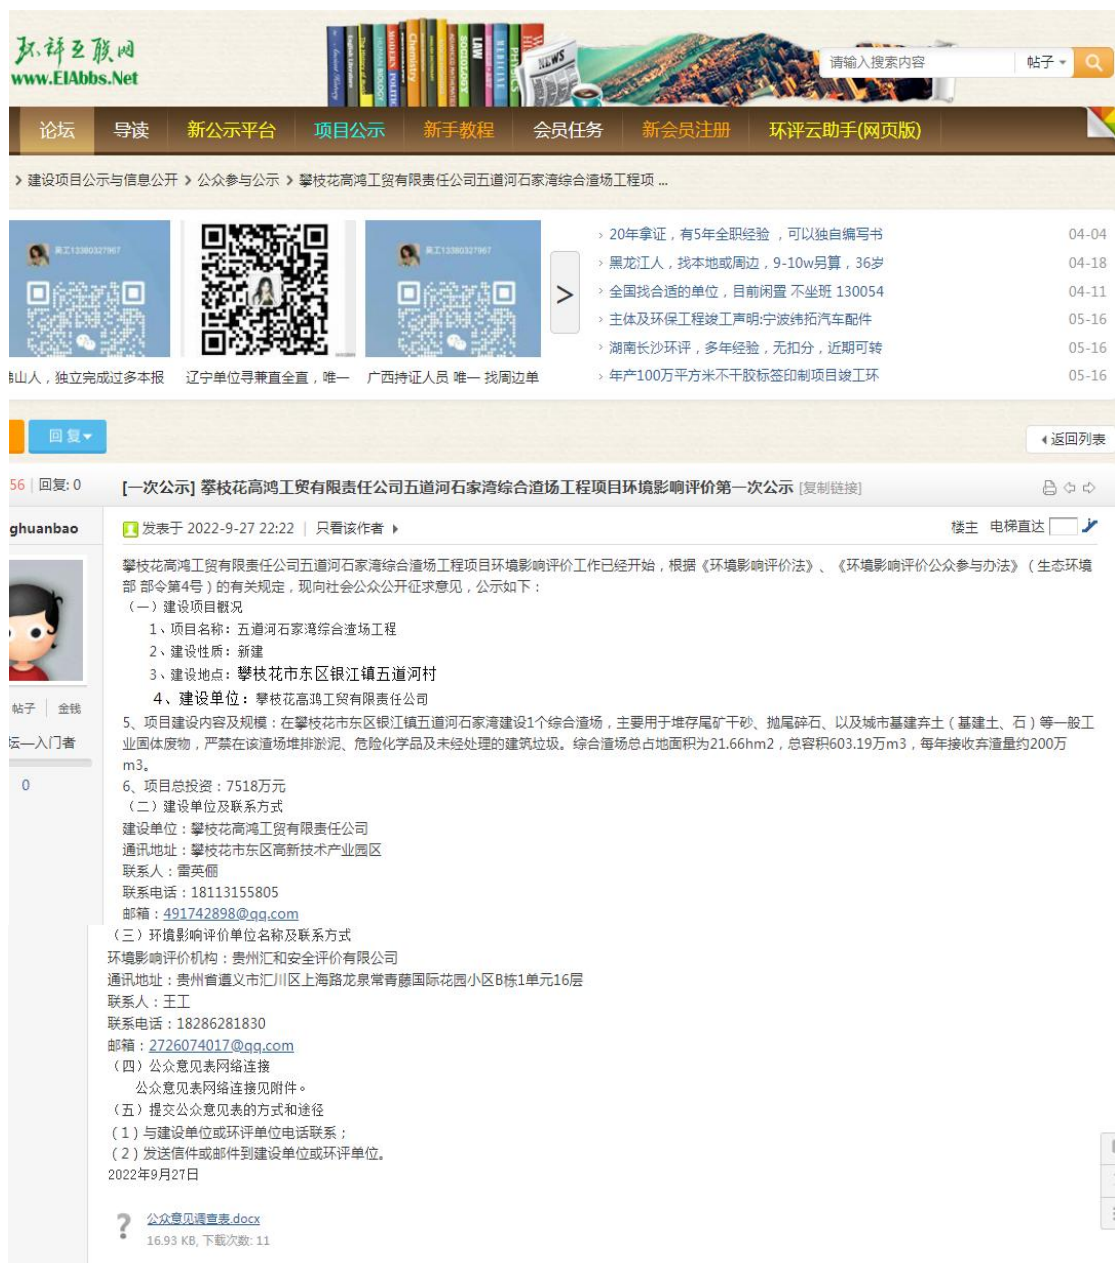 环评互联网
www.EIAbbs.Net
NEWS
请输入搜索内容
帖子
论坛 导读 新公示平台 项目公示 新手教程 会员任务 新会员注册 环评云助手(网页版)
› 建设项目公示与信息公开 › 公众参与公示 › 攀枝花高鸿工贸有限责任公司五道河石家湾综合渣场工程项 ...
吴工13380327967
吴工13380327967
山人，独立完成过多本报
辽宁单位寻兼直全直，唯一
广西持证人员 唯一 找周边单
>
› 20年拿证，有5年全职经验 ，可以独自编写书 04-04
› 黑龙江人，找本地或周边，9-10w另算，36岁 04-18
› 全国找合适的单位，目前闲置 不坐班 130054 04-11
› 主体及环保工程竣工声明:宁波纬拓汽车配件 05-16
› 湖南长沙环评，多年经验，无扣分，近期可转 05-16
› 年产100万平方米不干胶标签印制项目竣工环 05-16
回复
返回列表
56 | 回复: 0
[一次公示] 攀枝花高鸿工贸有限责任公司五道河石家湾综合渣场工程项目环境影响评价第一次公示 [复制链接]
ghuanbao
发表于 2022-9-27 22:22 | 只看该作者
楼主 电梯直达
攀枝花高鸿工贸有限责任公司五道河石家湾综合渣场工程项目环境影响评价工作已经开始，根据《环境影响评价法》、《环境影响评价公众参与办法》（生态环境
部 部令第4号）的有关规定，现向社会公众公开征求意见，公示如下：
（一）建设项目概况
1、项目名称：五道河石家湾综合渣场工程
2、建设性质：新建
3、建设地点：攀枝花市东区银江镇五道河村
4、建设单位：攀枝花高鸿工贸有限责任公司
帖子 金钱
坛—入门者
0
5、项目建设内容及规模：在攀枝花市东区银江镇五道河石家湾建设1个综合渣场，主要用于堆存尾矿干砂、抛尾碎石、以及城市基建弃土（基建土、石）等一般工
业固体废物，严禁在该渣场堆排淤泥、危险化学品及未经处理的建筑垃圾。综合渣场总占地面积为21.66hm2，总容积603.19万m3，每年接收弃渣量约200万
m3。
6、项目总投资：7518万元
（二）建设单位及联系方式
建设单位：攀枝花高鸿工贸有限责任公司
通讯地址：攀枝花市东区高新技术产业园区
联系人：雷英俪
联系电话：18113155805
邮箱：491742898@qq.com
（三）环境影响评价单位名称及联系方式
环境影响评价机构：贵州汇和安全评价有限公司
通讯地址：贵州省遵义市汇川区上海路龙泉常青藤国际花园小区B栋1单元16层
联系人：王工
联系电话：18286281830
邮箱：2726074017@qq.com
（四）公众意见表网络连接
公众意见表网络连接见附件。
（五）提交公众意见表的方式和途径
（1）与建设单位或环评单位电话联系；
（2）发送信件或邮件到建设单位或环评单位。
2022年9月27日
公众意见调查表.docx
16.93 KB, 下载次数: 11